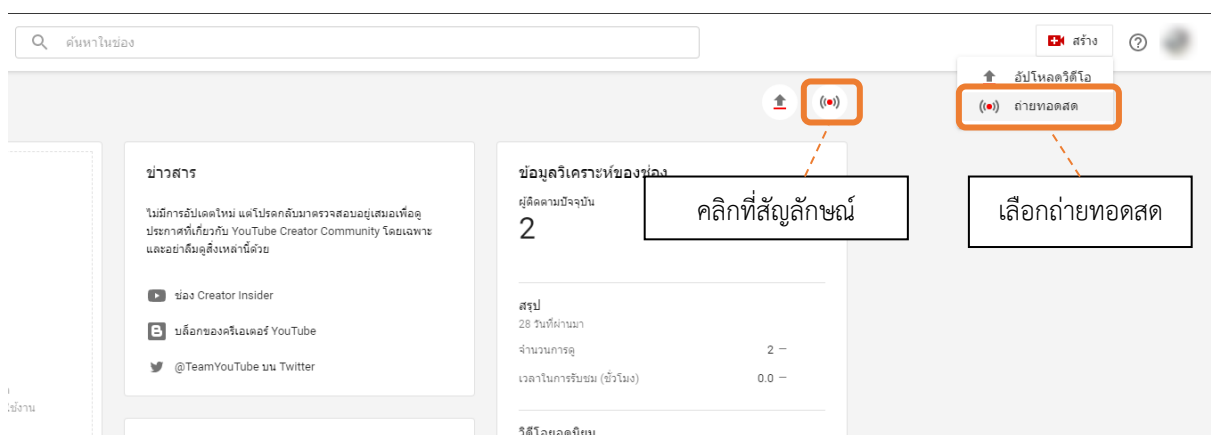 ค้นหาในช่อง
สร้าง
อัปโหลดวิดีโอ
ถ่ายทอดสด
ข่าวสาร
ไม่มีการอัปเดตใหม่ แต่โปรดกลับมาตรวจสอบอยู่เสมอเพื่อดู
ประกาศที่เกี่ยวกับ YouTube Creator Community โดยเฉพาะ
และอย่าลืมดูสิ่งเหล่านี้ด้วย
ช่อง Creator Insider
บล็อกของครีเอเตอร์ YouTube
@TeamYouTube บน Twitter
ข้อมูลวิเคราะห์ของช่อง
ผู้ติดตามปัจจุบัน
2
คลิกที่สัญลักษณ์
เลือกถ่ายทอดสด
สรุป
28 วันที่ผ่านมา
จำนวนการดู 2 —
เวลาในการรับชม (ชั่วโมง) 0.0 —
วิดีโอยอดนิยม